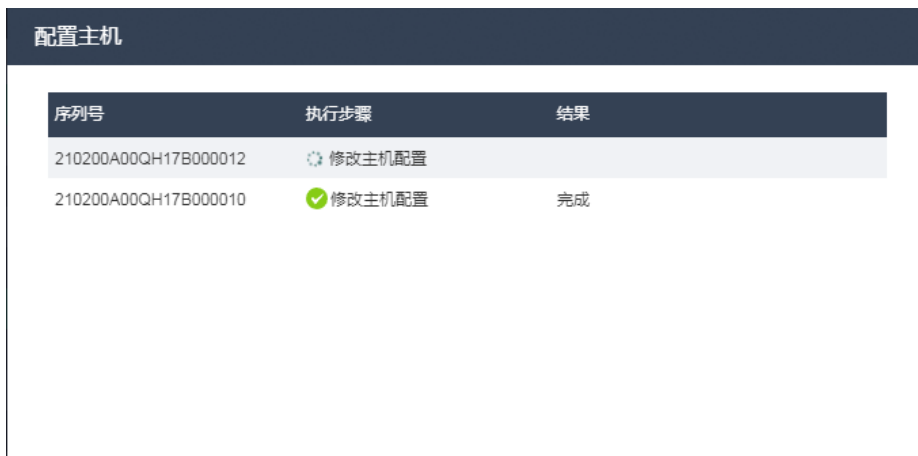 配置主机
序列号 执行步骤 结果
210200A00QH17B000012 修改主机配置
210200A00QH17B000010 修改主机配置 完成